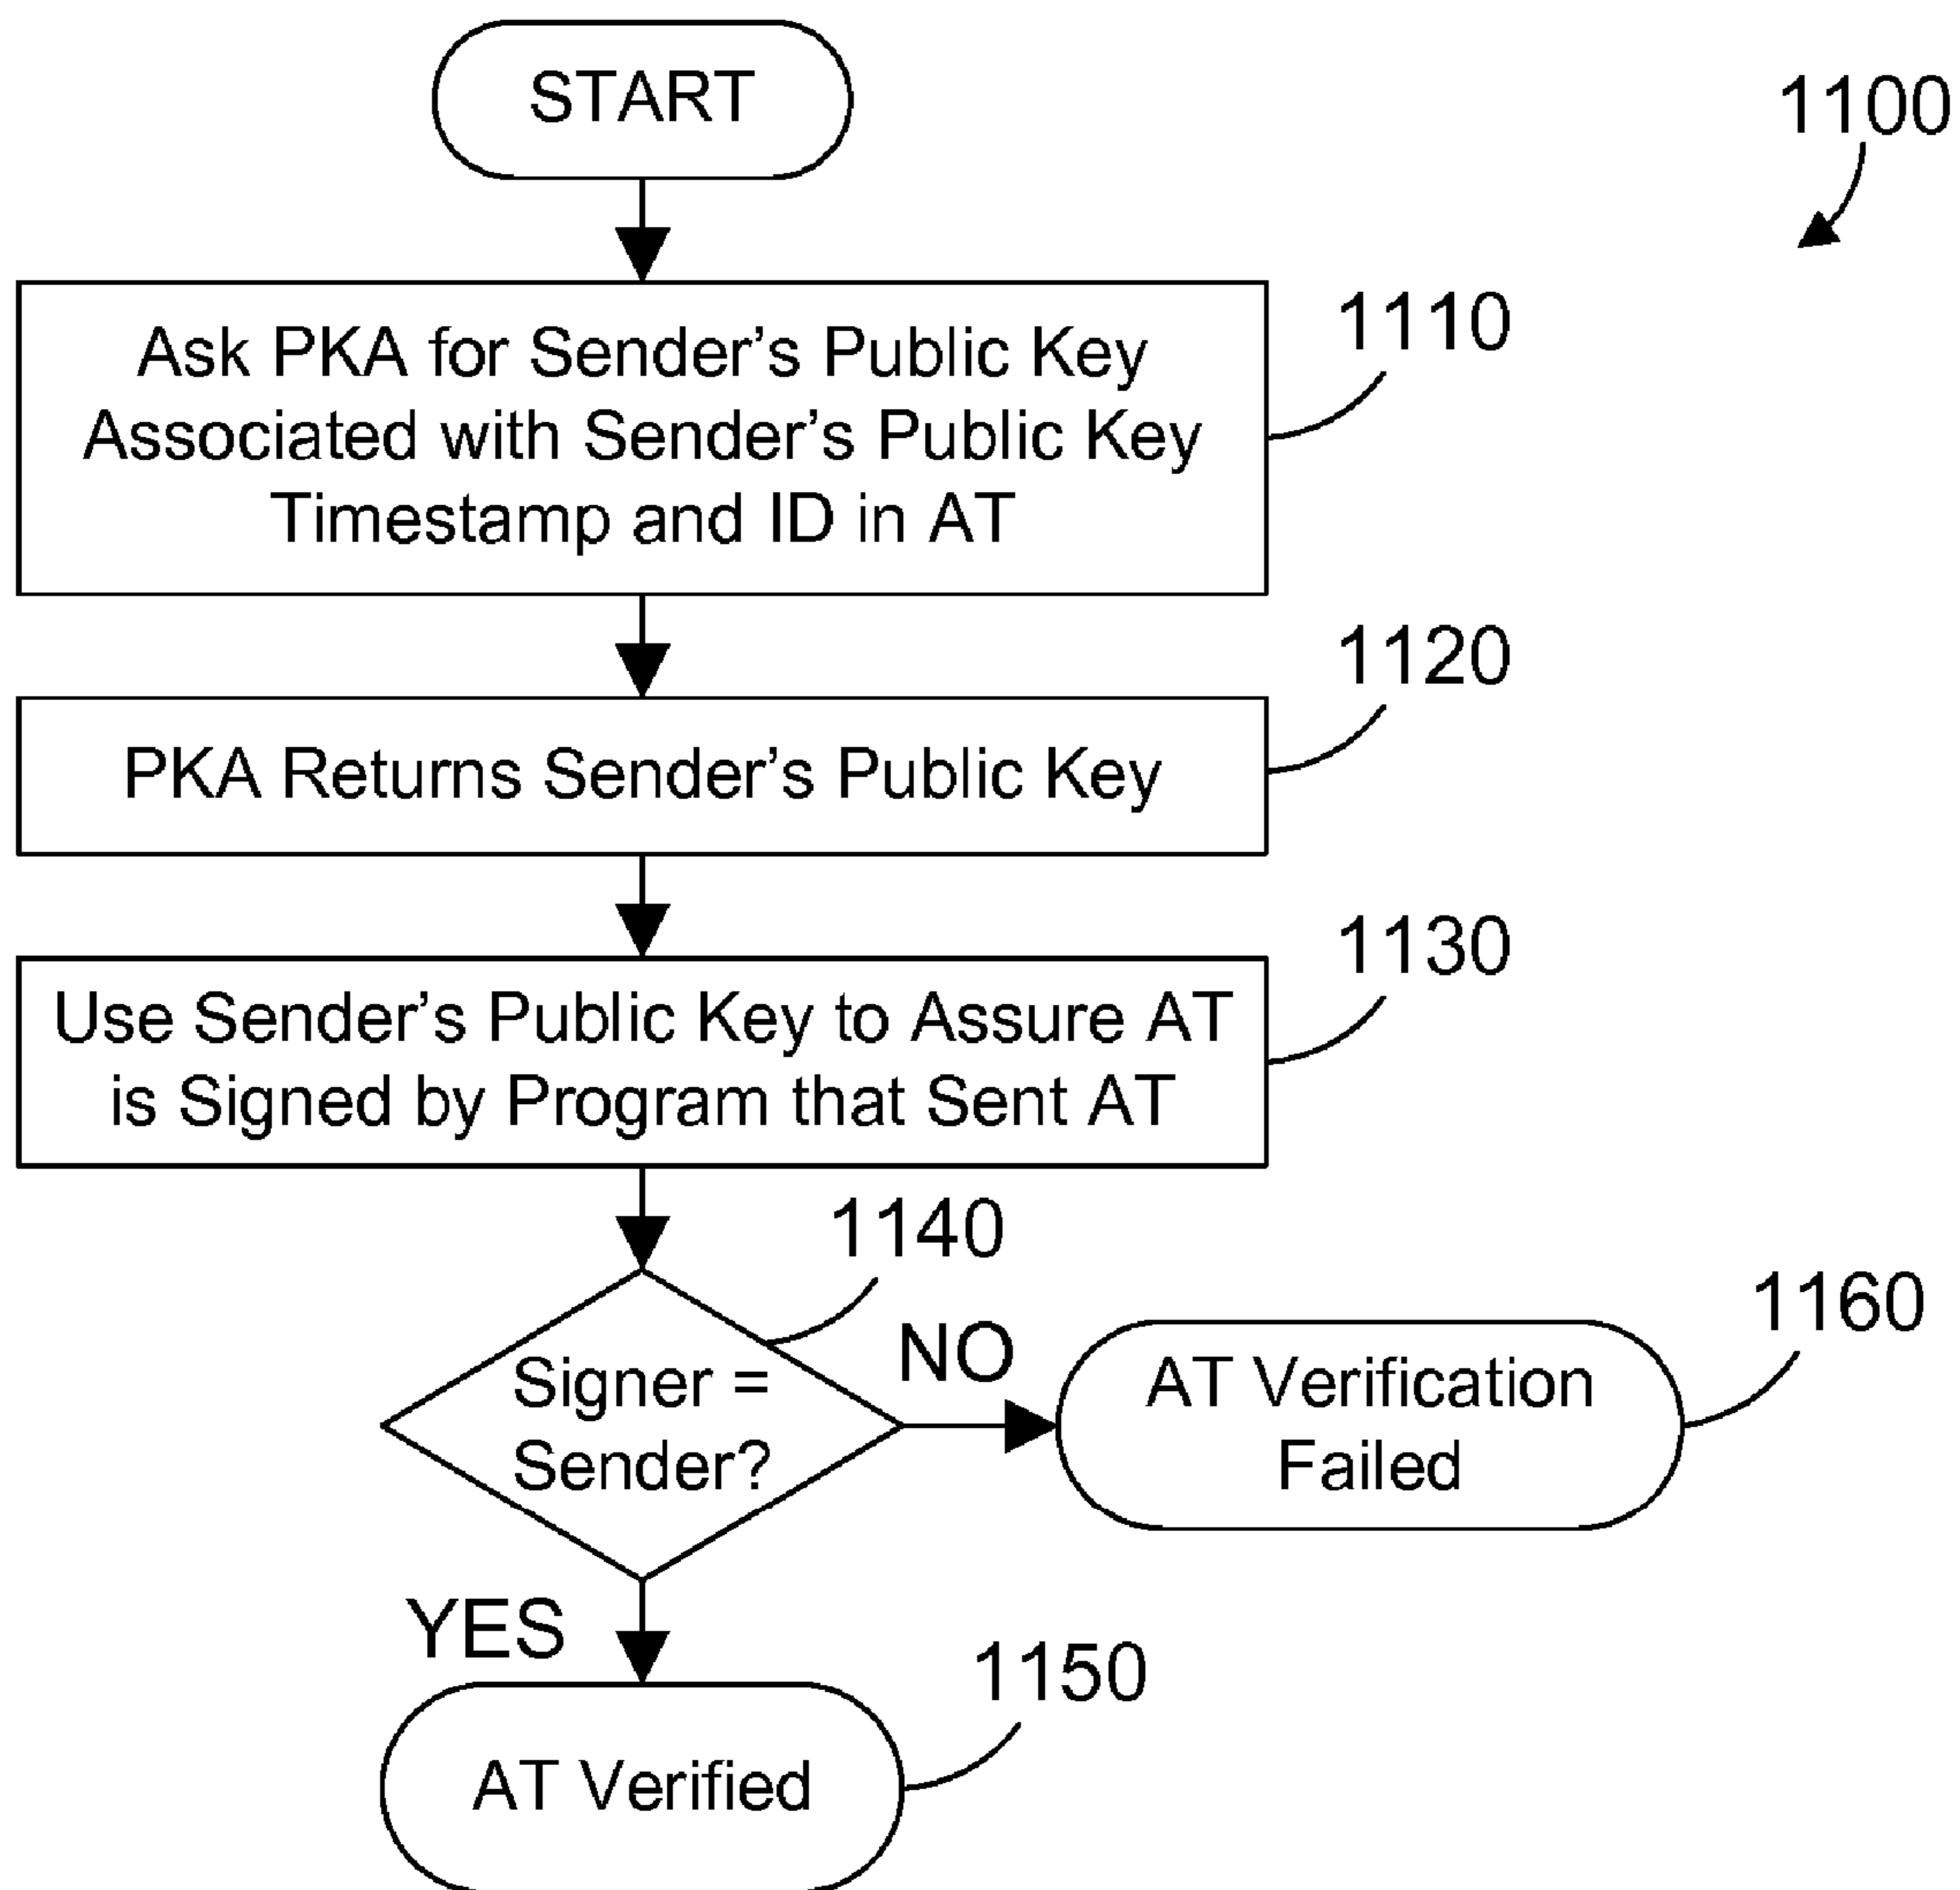 START
1100
Ask PKA for Sender's Public Key
Associated with Sender's Public Key
Timestamp and ID in AT
1110
PKA Returns Sender's Public Key
1120
Use Sender's Public Key to Assure AT
is Signed by Program that Sent AT
1130
Signer =
Sender?
1140
NO
AT Verification
Failed
1160
YES
AT Verified
1150